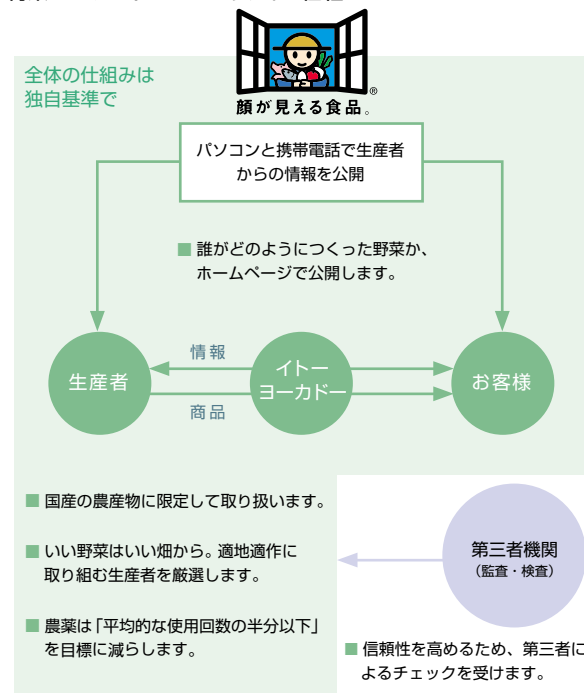 全体の仕組みは
独自基準で
顔が見える食品。®
パソコンと携帯電話で生産者
からの情報を公開
■ 誰がどのようにつくった野菜か、
ホームページで公開します。
情報
生産者
イトー
ヨーカドー
お客様
商品
■ 国産の農産物に限定して取り扱います。
■ いい野菜はいい畑から。適地適作に
取り組む生産者を厳選します。
■ 農薬は「平均的な使用回数の半分以下」
を目標に減らします。
第三者機関
（監査・検査）
■ 信頼性を高めるため、第三者に
よるチェックを受けます。